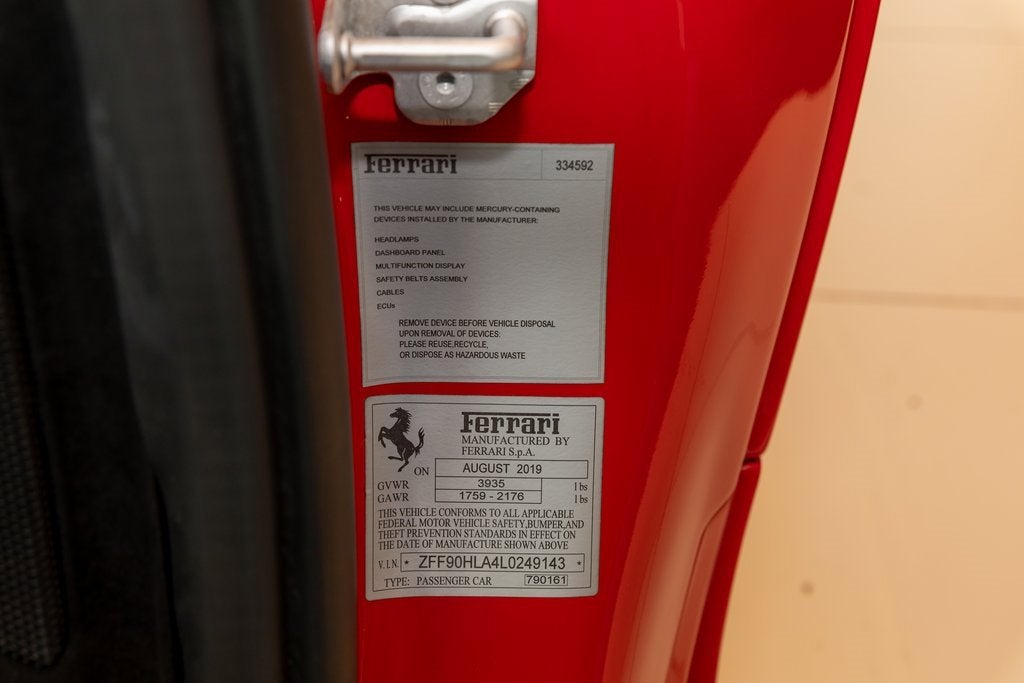 Ferrari 334592
THIS VEHICLE MAY INCLUDE MERCURY-CONTAINING
DEVICES INSTALLED BY THE MANUFACTURER:
HEADLAMPS
DASHBOARD PANEL
MULTIFUNCTION DISPLAY
SAFETY BELTS ASSEMBLY
CABLES
ECUs
REMOVE DEVICE BEFORE VEHICLE DISPOSAL
UPON REMOVAL OF DEVICES:
PLEASE REUSE,RECYCLE,
OR DISPOSE AS HAZARDOUS WASTE
Ferrari
MANUFACTURED BY
FERRARI S.p.A.
ON AUGUST 2019
GVWR 3935 lbs
GAWR 1759 - 2176 lbs
THIS VEHICLE CONFORMS TO ALL APPLICABLE
FEDERAL MOTOR VEHICLE SAFETY,BUMPER,AND
THEFT PREVENTION STANDARDS IN EFFECT ON
THE DATE OF MANUFACTURE SHOWN ABOVE
V.I.N. * ZFF90HLA4L0249143 *
TYPE: PASSENGER CAR 790161